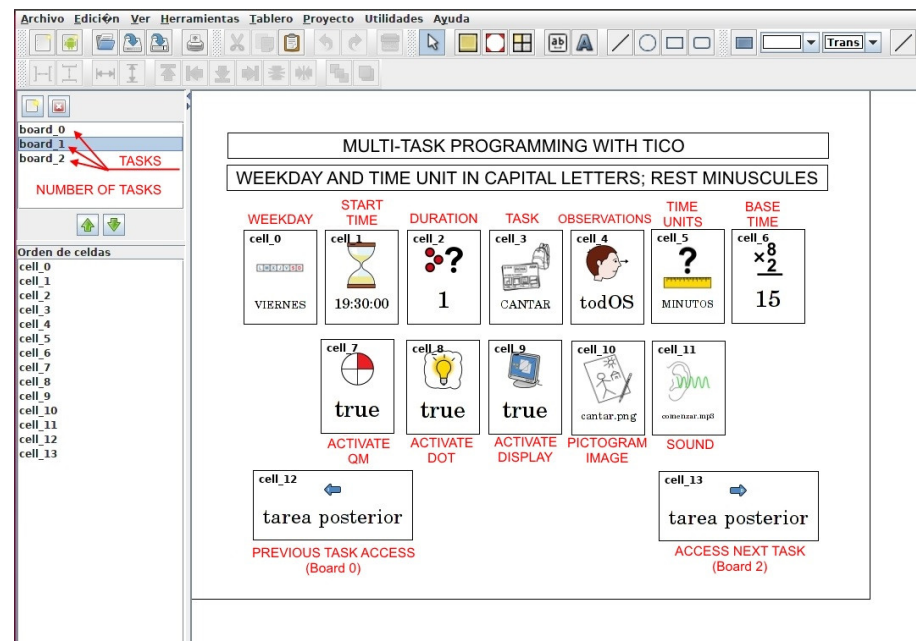 Archivo Edición Ver Herramientas Tablero Proyecto Utilidades Ayuda
ab A Trans
board_0
board_1
board_2
TASKS
NUMBER OF TASKS
Orden de celdas
cell_0
cell_1
cell_2
cell_3
cell_4
cell_5
cell_6
cell_7
cell_8
cell_9
cell_10
cell_11
cell_12
cell_13
MULTI-TASK PROGRAMMING WITH TICO
WEEKDAY AND TIME UNIT IN CAPITAL LETTERS; REST MINUSCULES
WEEKDAY
START
TIME
DURATION
TASK
OBSERVATIONS
TIME
UNITS
BASE
TIME
cell_0
VIERNES
cell_1
19:30:00
cell_2
?
1
cell_3
CANTAR
cell_4
todOS
cell_5
?
MINUTOS
cell_6
×8
2
15
cell_7
true
cell_8
true
cell_9
true
cell_10
cantar.png
cell_11
comenzar.mp3
ACTIVATE
QM
ACTIVATE
DOT
ACTIVATE
DISPLAY
PICTOGRAM
IMAGE
SOUND
cell_12
tarea posterior
cell_13
tarea posterior
PREVIOUS TASK ACCESS
(Board 0)
ACCESS NEXT TASK
(Board 2)